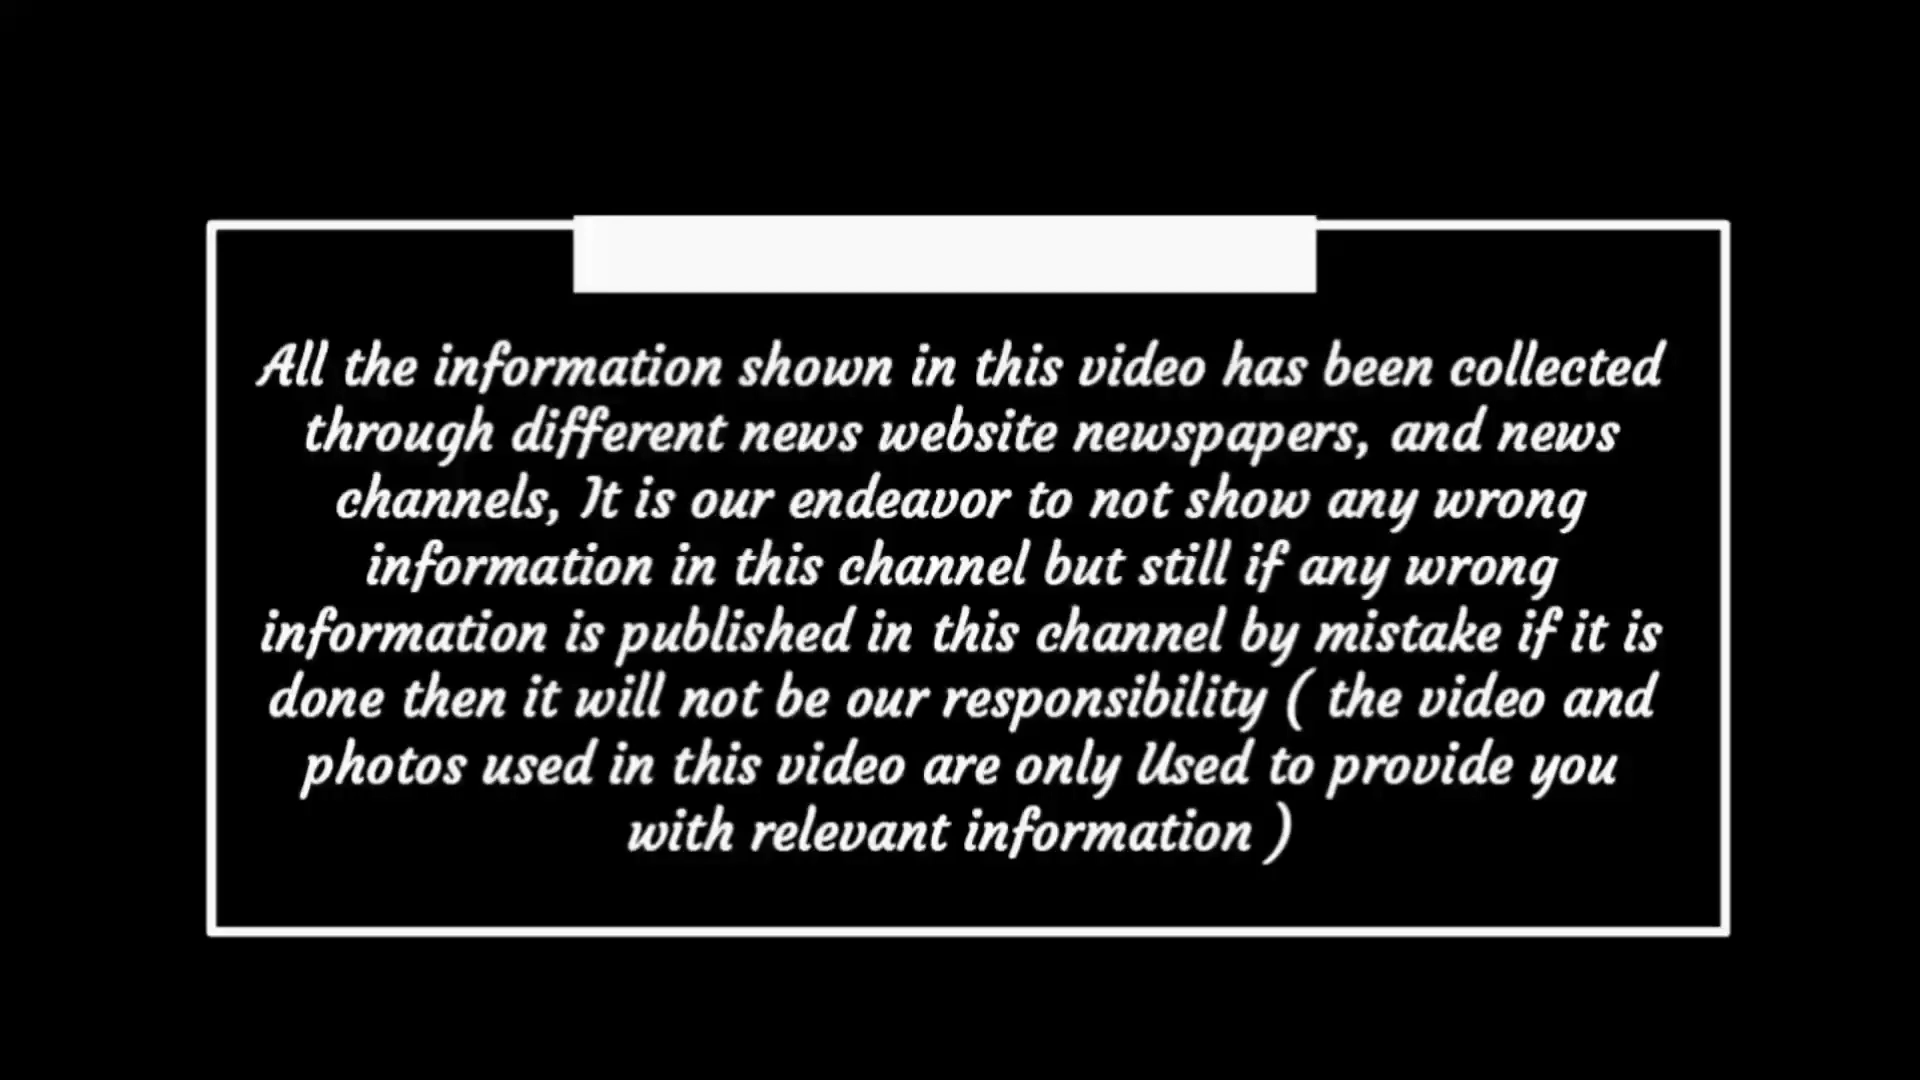 All the information shown in this video has been collected
through different news website newspapers, and news
channels, It is our endeavor to not show any wrong
information in this channel but still if any wrong
information is published in this channel by mistake if it is
done then it will not be our responsibility ( the video and
photos used in this video are only Used to provide you
with relevant information )